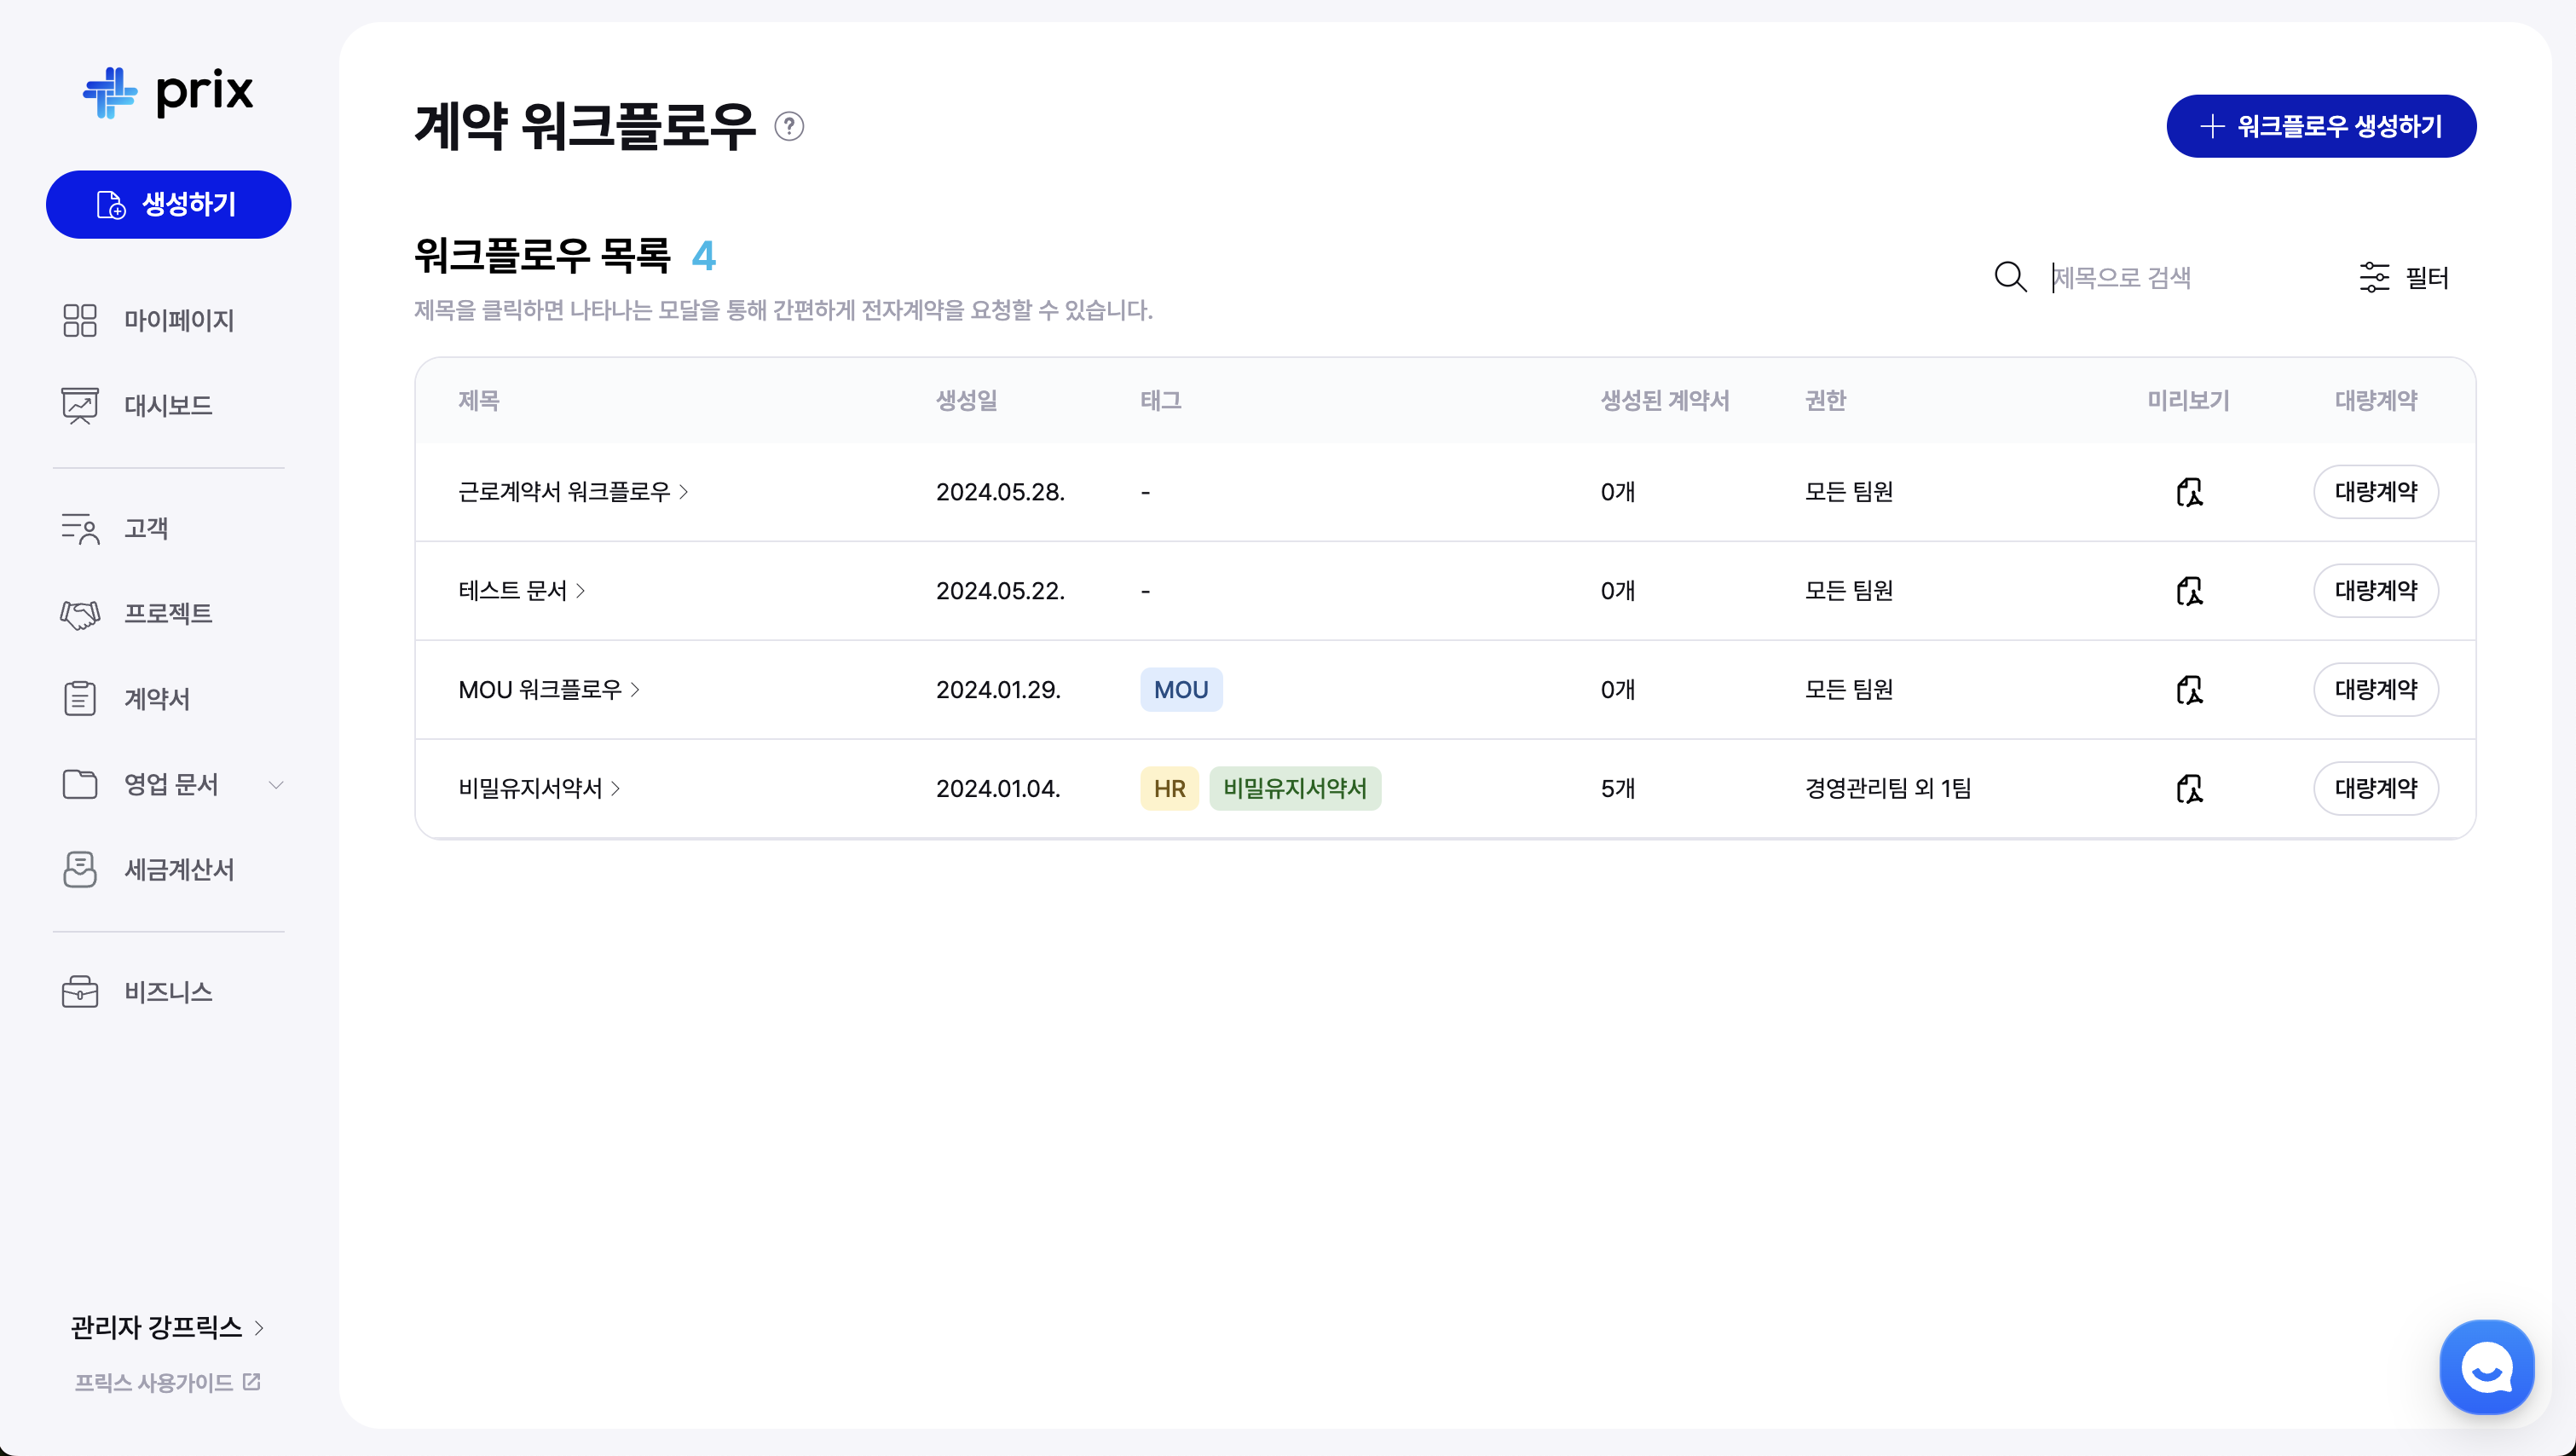 prix
생성하기
마이페이지
대시보드
고객
프로젝트
계약서
영업 문서
세금계산서
비즈니스
관리자 강프릭스
프릭스 사용가이드
계약 워크플로우 ?
+ 워크플로우 생성하기
워크플로우 목록 4
제목을 클릭하면 나타나는 모달을 통해 간편하게 전자계약을 요청할 수 있습니다.
제목으로 검색 필터
제목 생성일 태그 생성된 계약서 권한 미리보기 대량계약
근로계약서 워크플로우 2024.05.28. - 0개 모든 팀원 대량계약
테스트 문서 2024.05.22. - 0개 모든 팀원 대량계약
MOU 워크플로우 2024.01.29. MOU 0개 모든 팀원 대량계약
비밀유지서약서 2024.01.04. HR 비밀유지서약서 5개 경영관리팀 외 1팀 대량계약